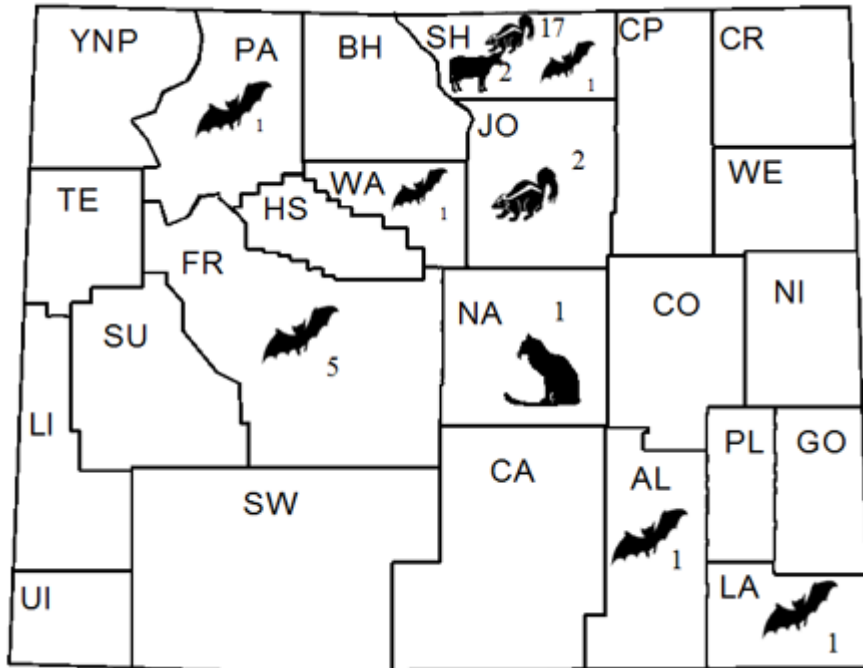 YNP
PA
1
BH
SH 17
2
1
CP
CR
JO
2
WE
TE
HS
WA
1
FR
5
SU
NA 1
CO
NI
LI
SW
CA
AL
1
PL
GO
UI
LA
1